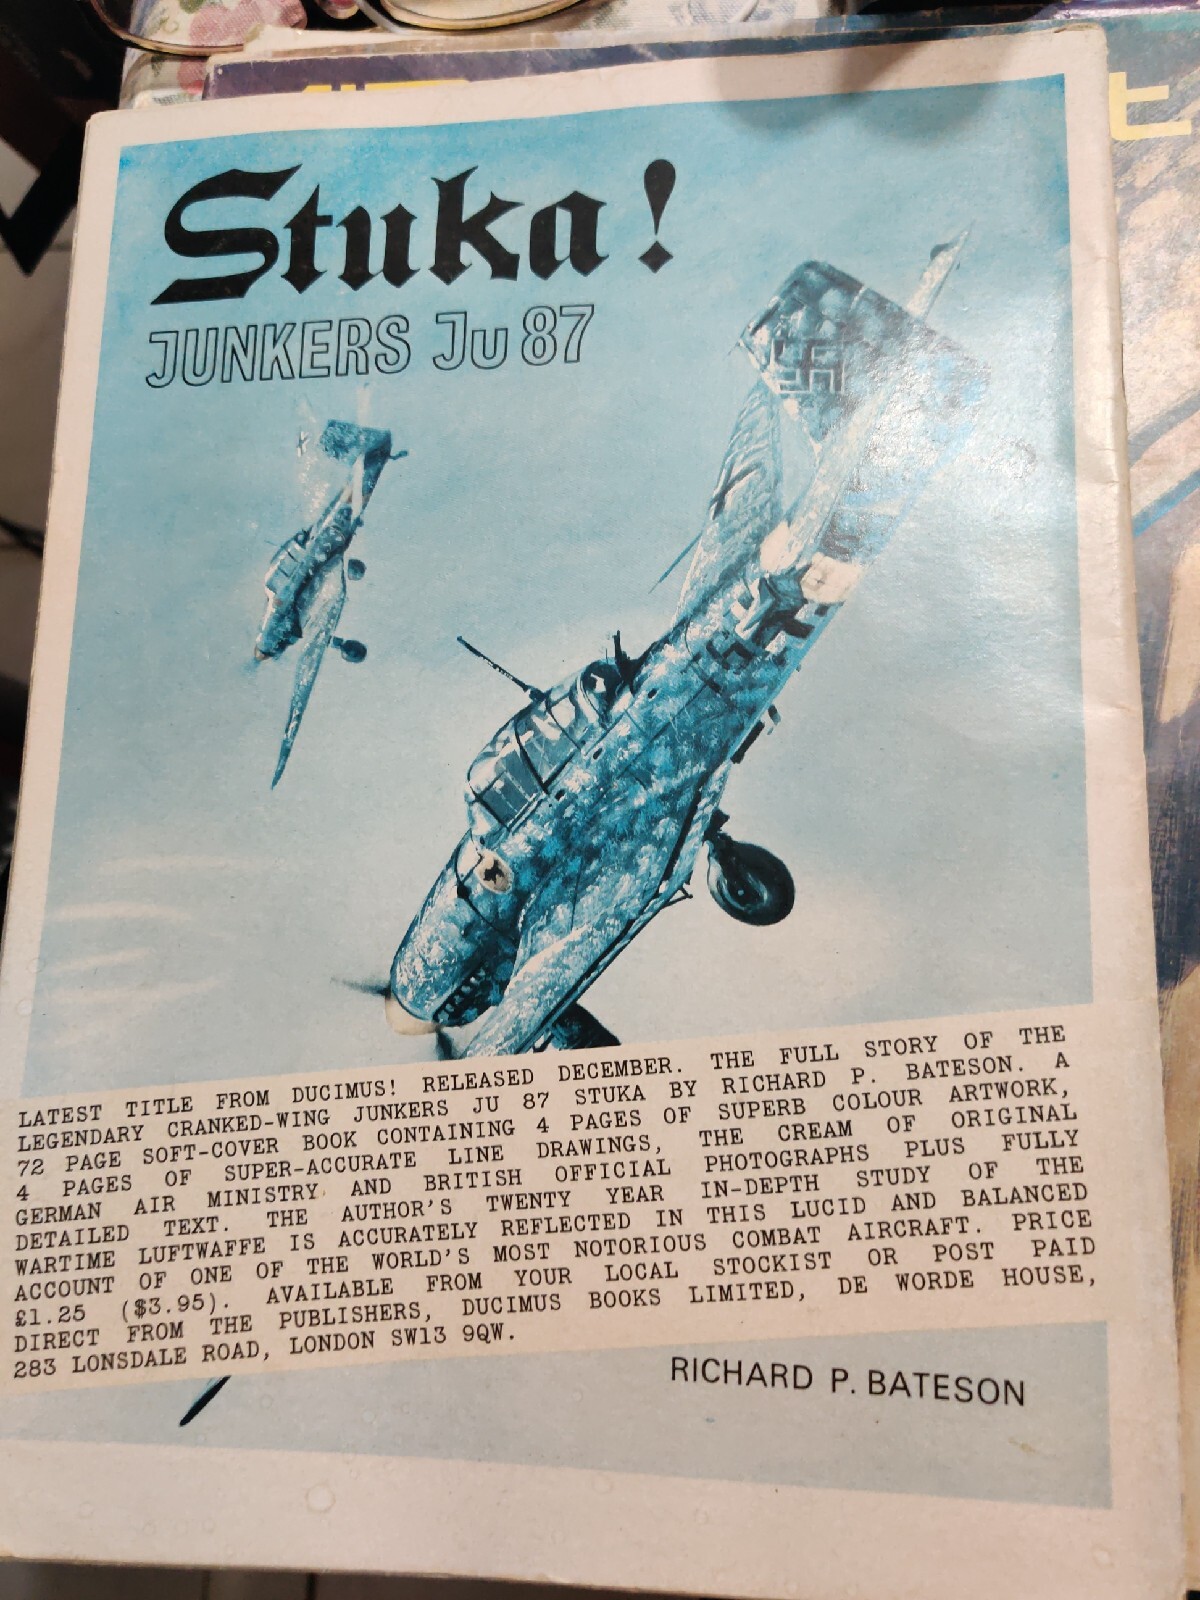 Stuka!
JUNKERS Ju 87
LATEST TITLE FROM DUCIMUS! RELEASED DECEMBER. THE FULL STORY OF THE
LEGENDARY CRANKED-WING JUNKERS JU 87 STUKA BY RICHARD P. BATESON. A
72 PAGE SOFT-COVER BOOK CONTAINING 4 PAGES OF SUPERB COLOUR ARTWORK,
4 PAGES OF SUPER-ACCURATE LINE DRAWINGS, THE CREAM OF ORIGINAL
GERMAN AIR MINISTRY AND BRITISH OFFICIAL PHOTOGRAPHS PLUS FULLY
DETAILED TEXT. THE AUTHOR'S TWENTY YEAR IN-DEPTH STUDY OF THE
WARTIME LUFTWAFFE IS ACCURATELY REFLECTED IN THIS LUCID AND BALANCED
ACCOUNT OF ONE OF THE WORLD'S MOST NOTORIOUS COMBAT AIRCRAFT. PRICE
£1.25 ($3.95). AVAILABLE FROM YOUR LOCAL STOCKIST OR POST PAID
DIRECT FROM THE PUBLISHERS, DUCIMUS BOOKS LIMITED, DE WORDE HOUSE,
283 LONSDALE ROAD, LONDON SW13 9QW.
RICHARD P. BATESON